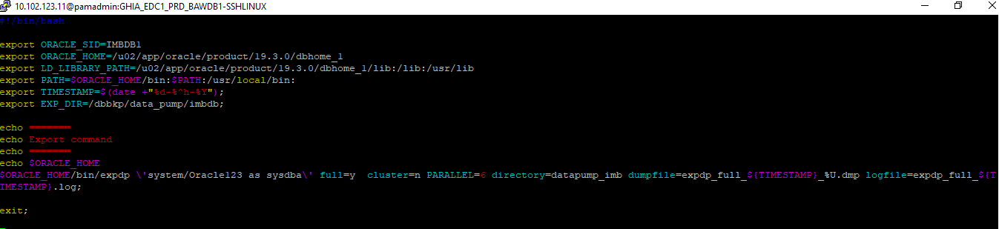 10.102.123.11@pamadmin:GHIA_EDC1_PRD_BAWDB1-SSHLINUX
#!/bin/bash
export ORACLE_SID=IMBDB1
export ORACLE_HOME=/u02/app/oracle/product/19.3.0/dbhome_1
export LD_LIBRARY_PATH=/u02/app/oracle/product/19.3.0/dbhome_1/lib:/lib:/usr/lib
export PATH=$ORACLE_HOME/bin:$PATH:/usr/local/bin:
export TIMESTAMP=$(date +"%d-%^h-%Y");
export EXP_DIR=/dbbkp/data_pump/imbdb;
echo =======
echo Export command
echo =======
echo $ORACLE_HOME
$ORACLE_HOME/bin/expdp \'system/Oracle123 as sysdba\' full=y  cluster=n PARALLEL=6 directory=datapump_imb dumpfile=expdp_full_${TIMESTAMP}_%U.dmp logfile=expdp_full_${T
IMESTAMP}.log;
exit;